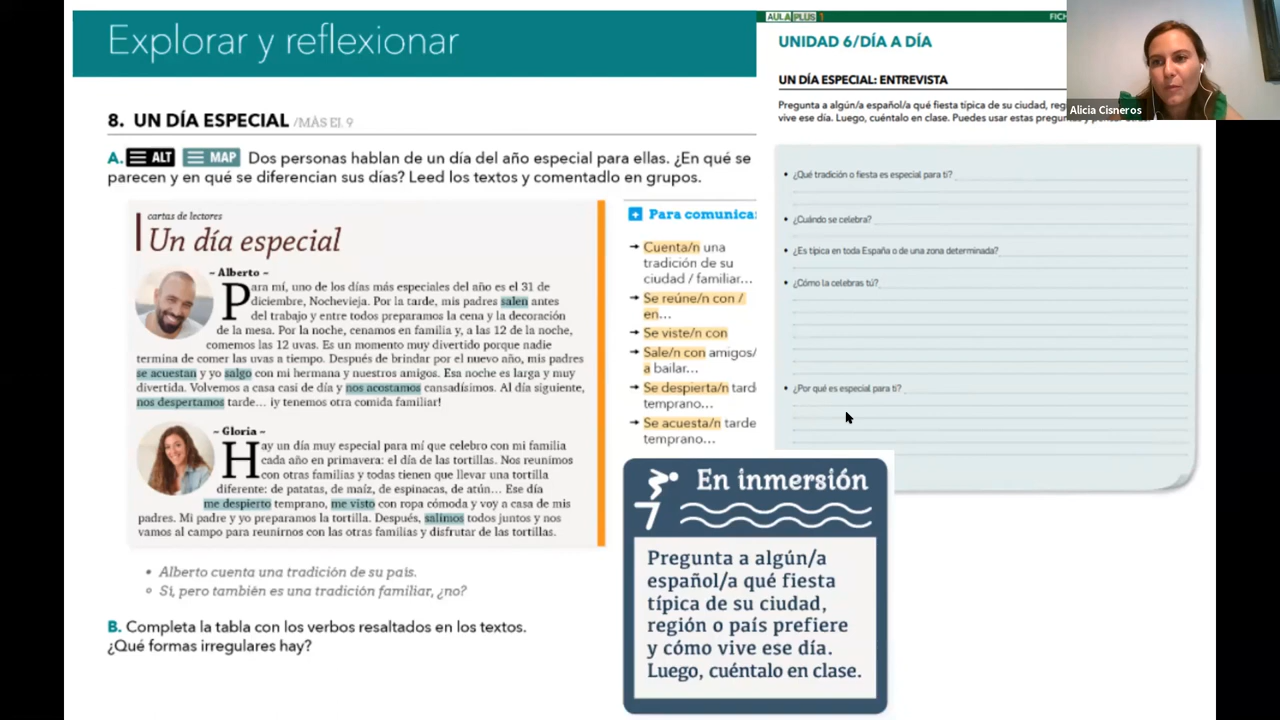 Explorar y reflexionar
8. UN DÍA ESPECIAL /MÁS EJ. 9
A. ALT MAP Dos personas hablan de un día del año especial para ellas. ¿En qué se
parecen y en qué se diferencian sus días? Leed los textos y comentadlo en grupos.
cartas de lectores
Un día especial
~ Alberto ~
Para mí, uno de los días más especiales del año es el 31 de
diciembre, Nochevieja. Por la tarde, mis padres salen antes
del trabajo y entre todos preparamos la cena y la decoración
de la mesa. Por la noche, cenamos en familia y, a las 12 de la noche,
comemos las 12 uvas. Es un momento muy divertido porque nadie
termina de comer las uvas a tiempo. Después de brindar por el nuevo año, mis padres
se acuestan y yo salgo con mi hermana y nuestros amigos. Esa noche es larga y muy
divertida. Volvemos a casa casi de día y nos acostamos cansadísimos. Al día siguiente,
nos despertamos tarde... ¡y tenemos otra comida familiar!
~ Gloria ~
Hay un día muy especial para mí que celebro con mi familia
cada año en primavera: el día de las tortillas. Nos reunimos
con otras familias y todas tienen que llevar una tortilla
diferente: de patatas, de maíz, de espinacas, de atún... Ese día
me despierto temprano, me visto con ropa cómoda y voy a casa de mis
padres. Mi padre y yo preparamos la tortilla. Después, salimos todos juntos y nos
vamos al campo para reunirnos con las otras familias y disfrutar de las tortillas.
• Alberto cuenta una tradición de su país.
◦ Sí, pero también es una tradición familiar, ¿no?
B. Completa la tabla con los verbos resaltados en los textos.
¿Qué formas irregulares hay?
Para comunica
→ Cuenta/n una
tradición de su
ciudad / familiar...
→ Se reúne/n con /
en...
→ Se viste/n con
→ Sale/n con amigos/
a bailar...
→ Se despierta/n tard
temprano...
→ Se acuesta/n tarde
temprano...
En inmersión
Pregunta a algún/a
español/a qué fiesta
típica de su ciudad,
región o país prefiere
y cómo vive ese día.
Luego, cuéntalo en clase.
AULA PLUS 1
FICH
UNIDAD 6/DÍA A DÍA
UN DÍA ESPECIAL: ENTREVISTA
Pregunta a algún/a español/a qué fiesta típica de su ciudad, reg
vive ese día. Luego, cuéntalo en clase. Puedes usar estas
• ¿Qué tradición o fiesta es especial para ti?
• ¿Cuándo se celebra?
• ¿Es típica en toda España o de una zona determinada?
• ¿Cómo la celebras tú?
• ¿Por qué es especial para ti?
Alicia Cisneros